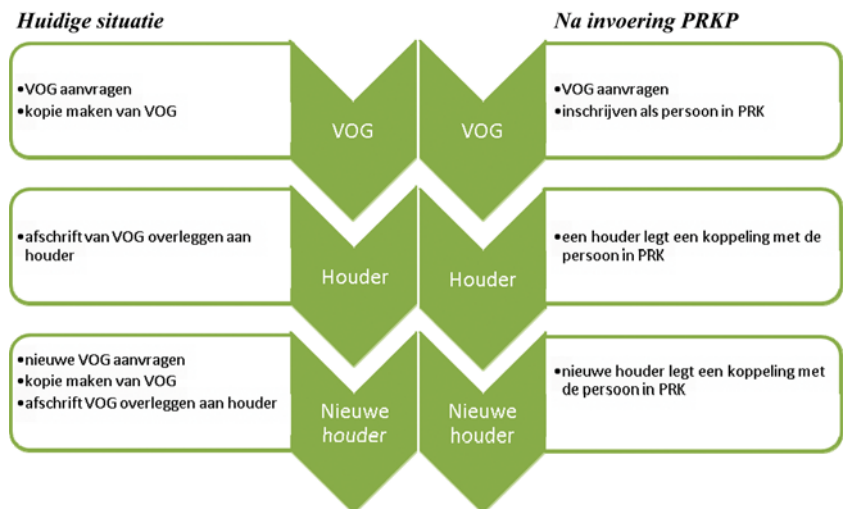 Huidige situatie
•VOG aanvragen
•kopie maken van VOG
VOG
•afschrift van VOG overleggen aan
houder
Houder
•nieuwe VOG aanvragen
•kopie maken van VOG
•afschrift VOG overleggen aan houder
Nieuwe
houder
Na invoering PRKP
VOG
•VOG aanvragen
•inschrijven als persoon in PRK
Houder
•een houder legt een koppeling met de
persoon in PRK
Nieuwe
houder
•nieuwe houder legt een koppeling met
de persoon in PRK